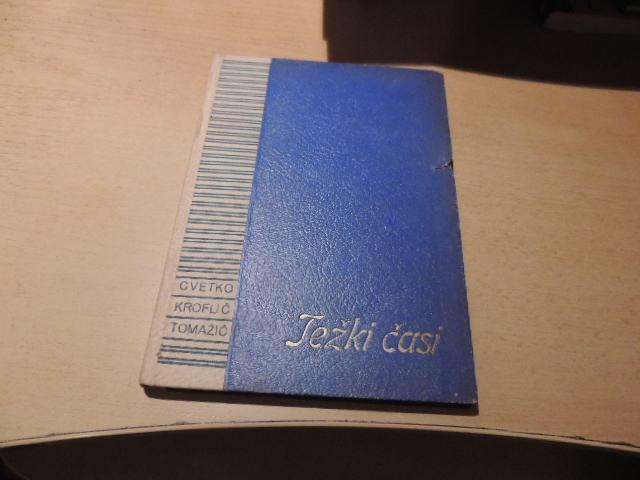 CVETKO
KROFLIČ
TOMAŽIČ
Težki časi